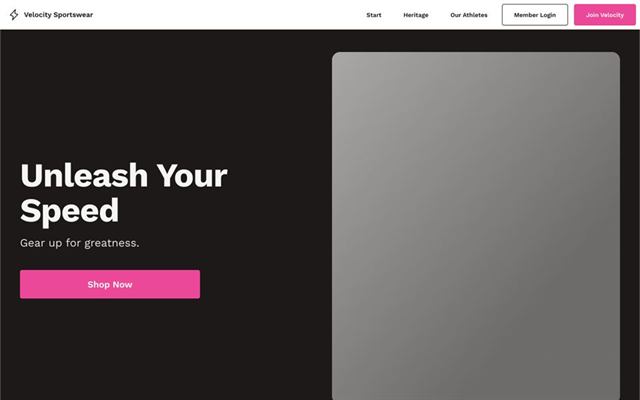 Velocity Sportswear
Start
Heritage
Our Athletes
Member Login
Join Velocity
Unleash Your
Speed
Gear up for greatness.
Shop Now